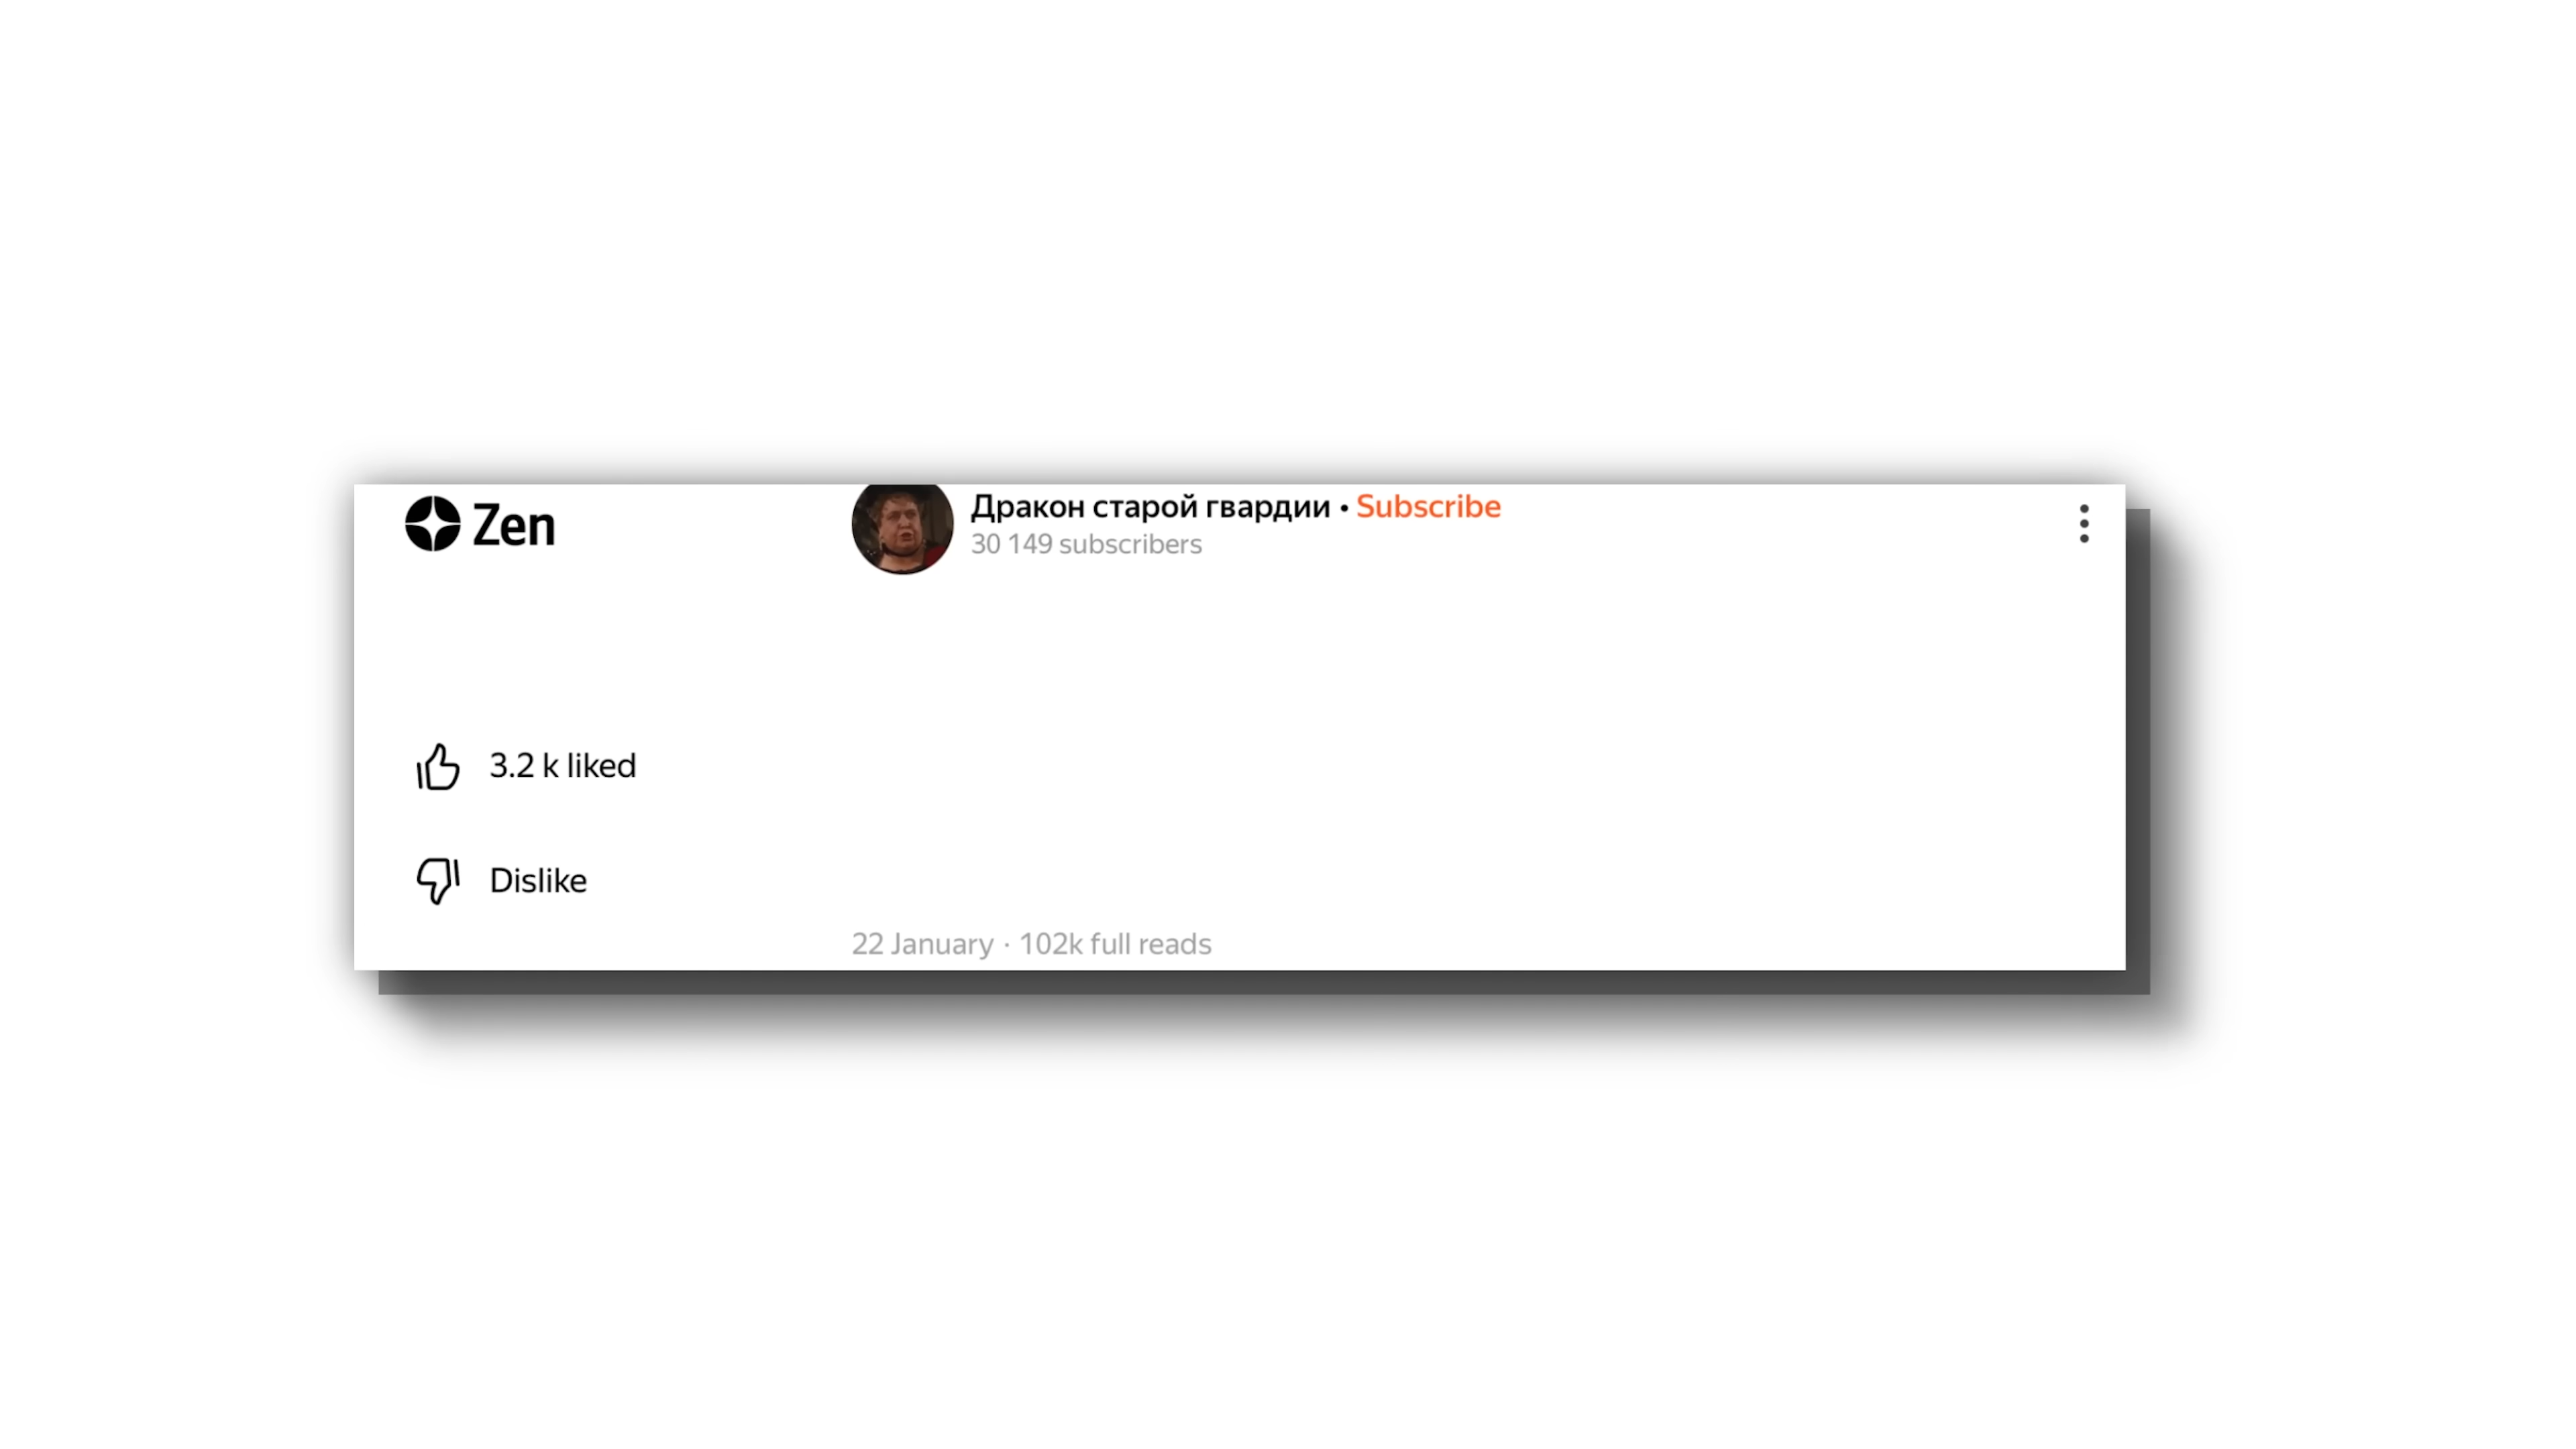 Zen
Дракон старой гвардии • Subscribe
30 149 subscribers
3.2 k liked
Dislike
22 January · 102k full reads